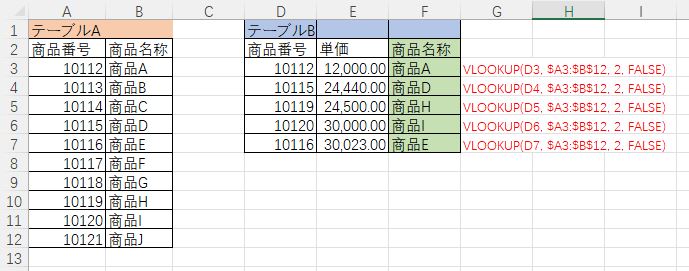 A B C D E F G H I
1 テーブルA テーブルB
2 商品番号 商品名称 商品番号 単価 商品名称
3 10112 商品A 10112 12,000.00 商品A VLOOKUP(D3, $A3:$B$12, 2, FALSE)
4 10113 商品B 10115 24,440.00 商品D VLOOKUP(D4, $A3:$B$12, 2, FALSE)
5 10114 商品C 10119 24,500.00 商品H VLOOKUP(D5, $A3:$B$12, 2, FALSE)
6 10115 商品D 10120 30,000.00 商品I VLOOKUP(D6, $A3:$B$12, 2, FALSE)
7 10116 商品E 10116 30,023.00 商品E VLOOKUP(D7, $A3:$B$12, 2, FALSE)
8 10117 商品F
9 10118 商品G
10 10119 商品H
11 10120 商品I
12 10121 商品J
13